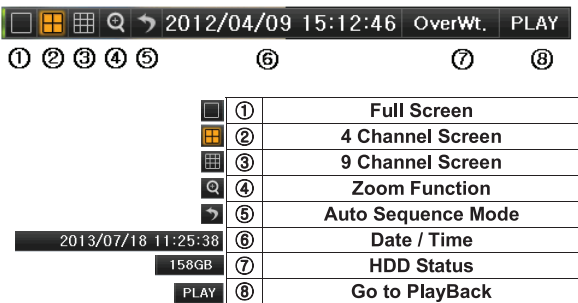 2012/04/09 15:12:46 OverWt. PLAY
① ② ③ ④ ⑤ ⑥ ⑦ ⑧
① Full Screen
② 4 Channel Screen
③ 9 Channel Screen
④ Zoom Function
⑤ Auto Sequence Mode
2013/07/18 11:25:38 ⑥ Date / Time
158GB ⑦ HDD Status
PLAY ⑧ Go to PlayBack